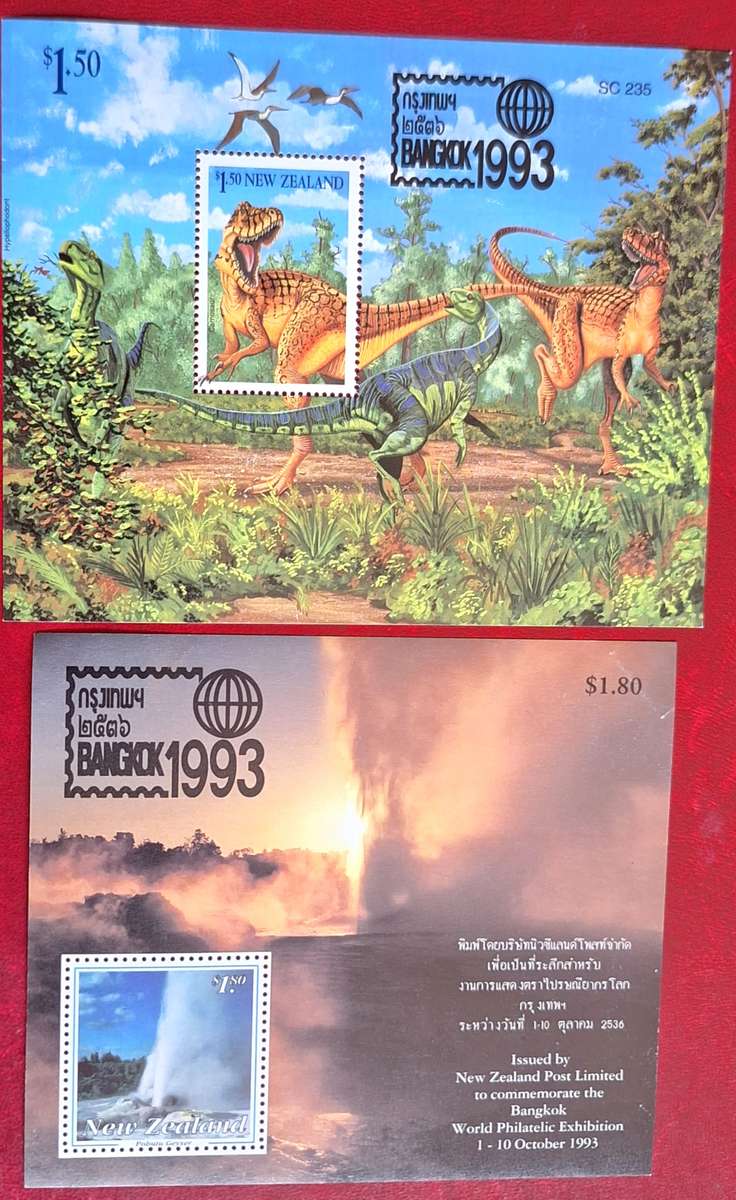 $1.50
กรุงเทพฯ
๒๕๓๖
BANGKOK 1993
SC 235
$1.50 NEW ZEALAND
Hypsilophodont
กรุงเทพฯ
๒๕๓๖
BANGKOK 1993
$1.80
พิมพ์โดยบริษัทนิวซีแลนด์โพสท์จำกัด
เพื่อเป็นที่ระลึกสำหรับ
งานการแสดงตราไปรษณียากรโลก
กรุงเทพฯ
ระหว่างวันที่ 1-10 ตุลาคม 2536
Issued by
New Zealand Post Limited
to commemorate the
Bangkok
World Philatelic Exhibition
1 - 10 October 1993
$1.80
New Zealand
Pohutu Geyser